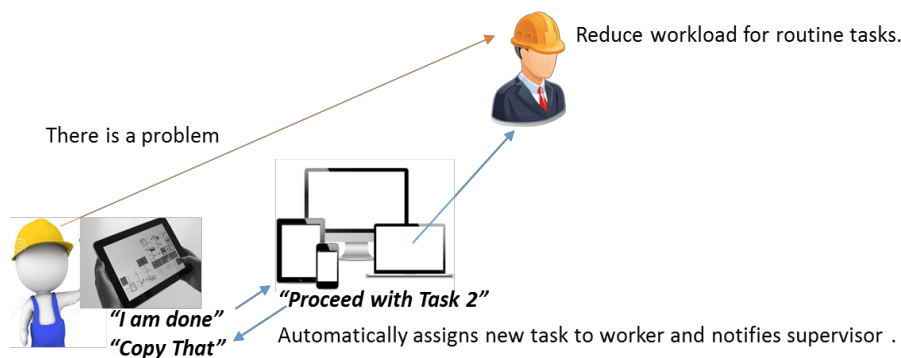 Reduce workload for routine tasks.
There is a problem
“Proceed with Task 2”
“I am done”
“Copy That”
Automatically assigns new task to worker and notifies supervisor .